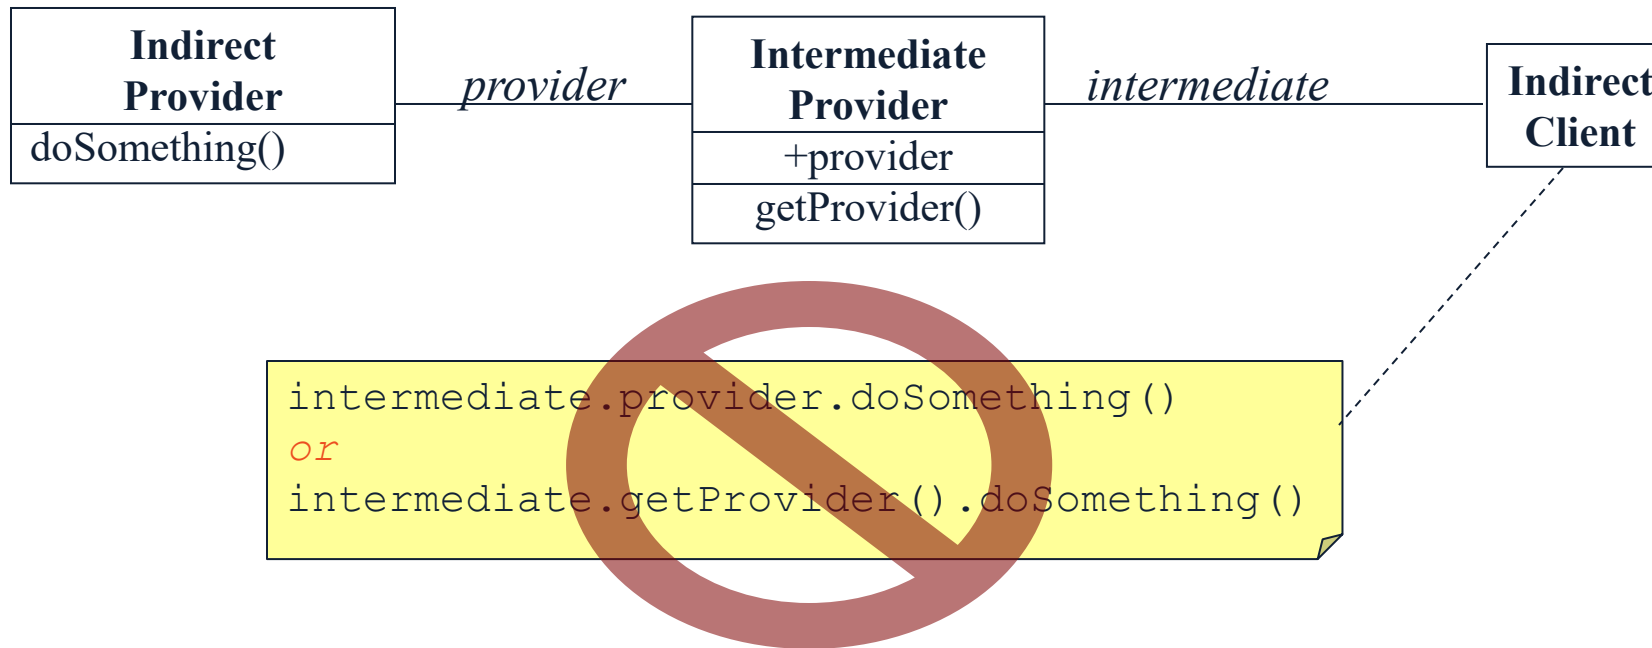 Indirect
Provider
doSomething()
provider
Intermediate
Provider
+provider
getProvider()
intermediate
Indirect
Client
intermediate.provider.doSomething()
or
intermediate.getProvider().doSomething()